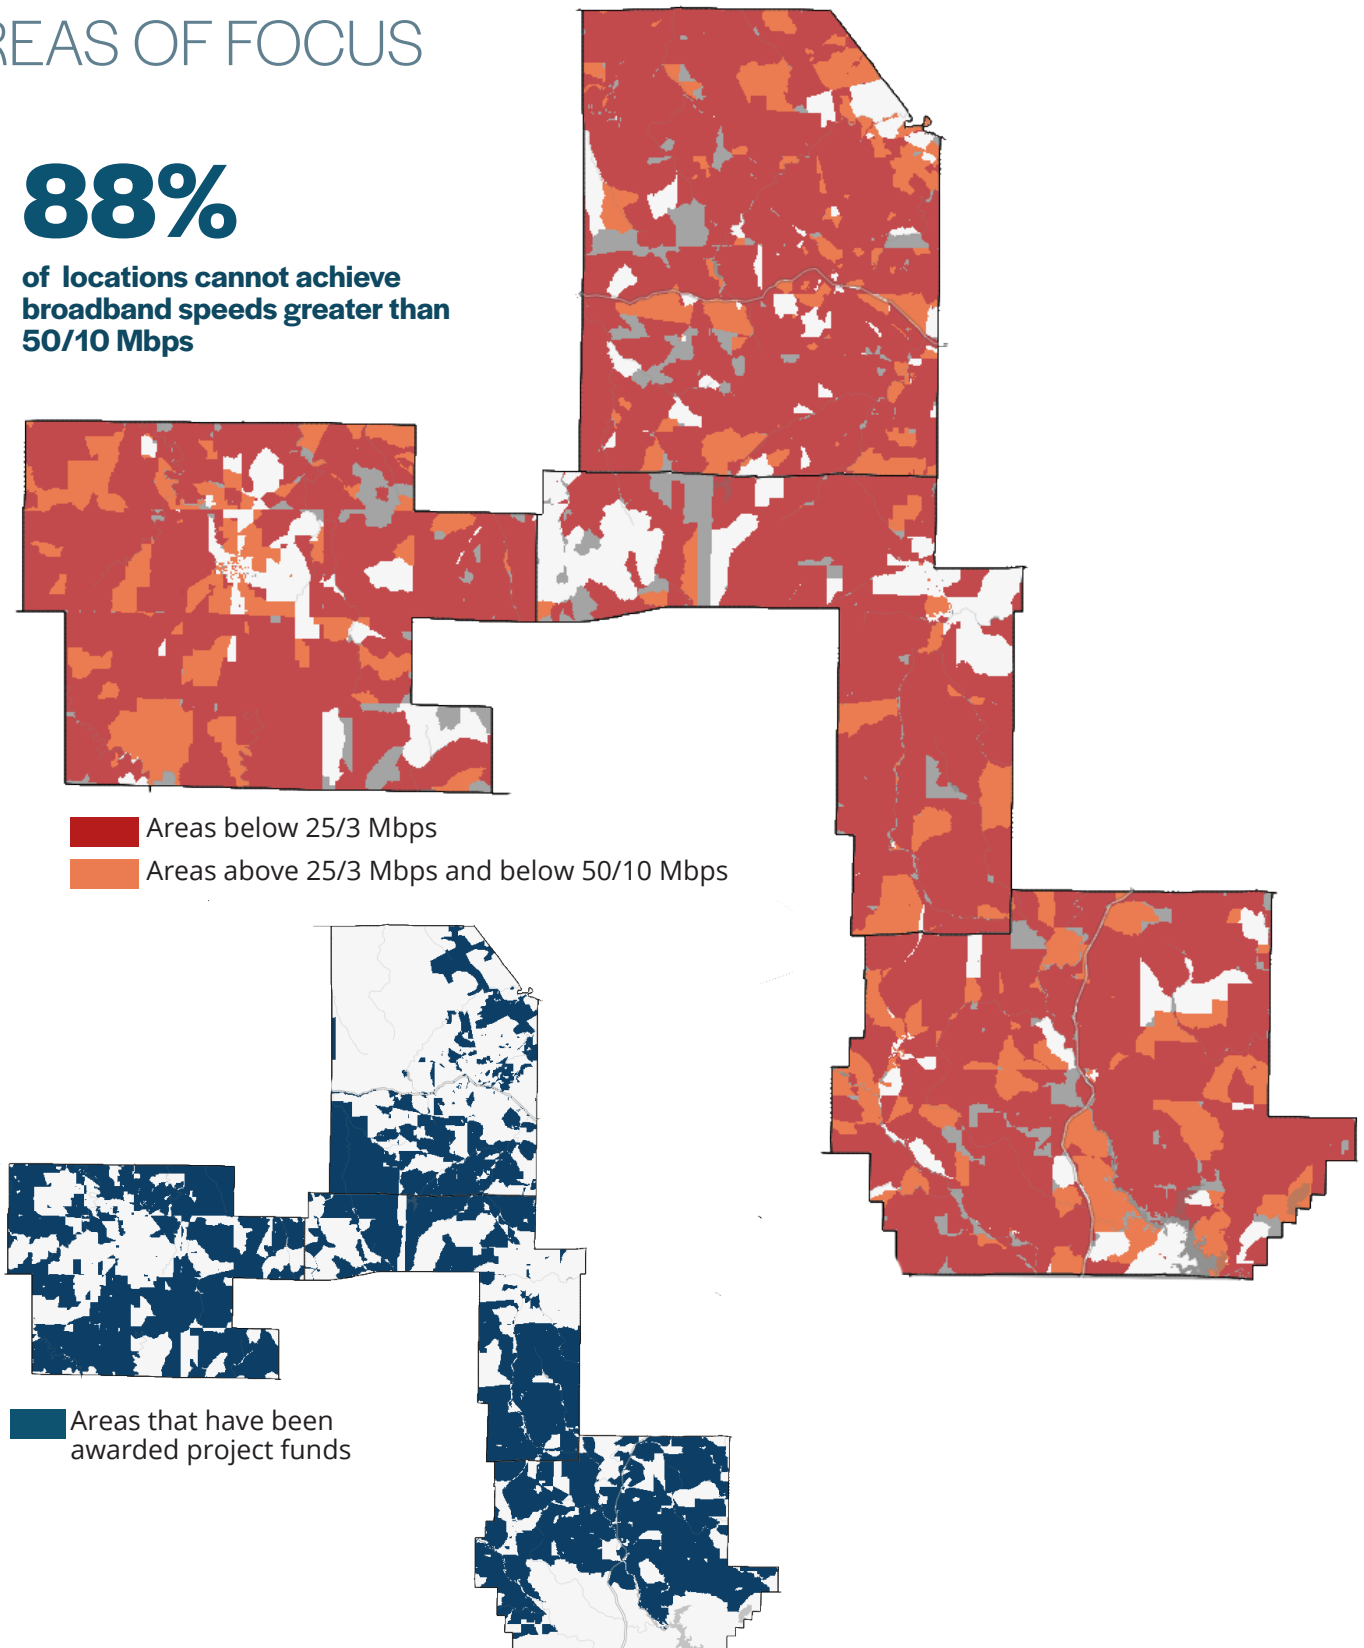 REAS OF FOCUS
88%
of locations cannot achieve
broadband speeds greater than
50/10 Mbps
Areas below 25/3 Mbps
Areas above 25/3 Mbps and below 50/10 Mbps
Areas that have been
awarded project funds